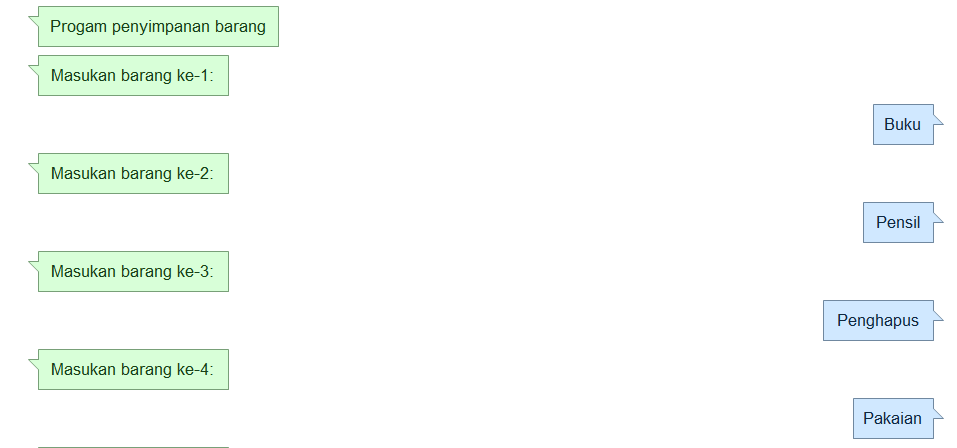 Progam penyimpanan barang
Masukan barang ke-1:
Buku
Masukan barang ke-2:
Pensil
Masukan barang ke-3:
Penghapus
Masukan barang ke-4:
Pakaian